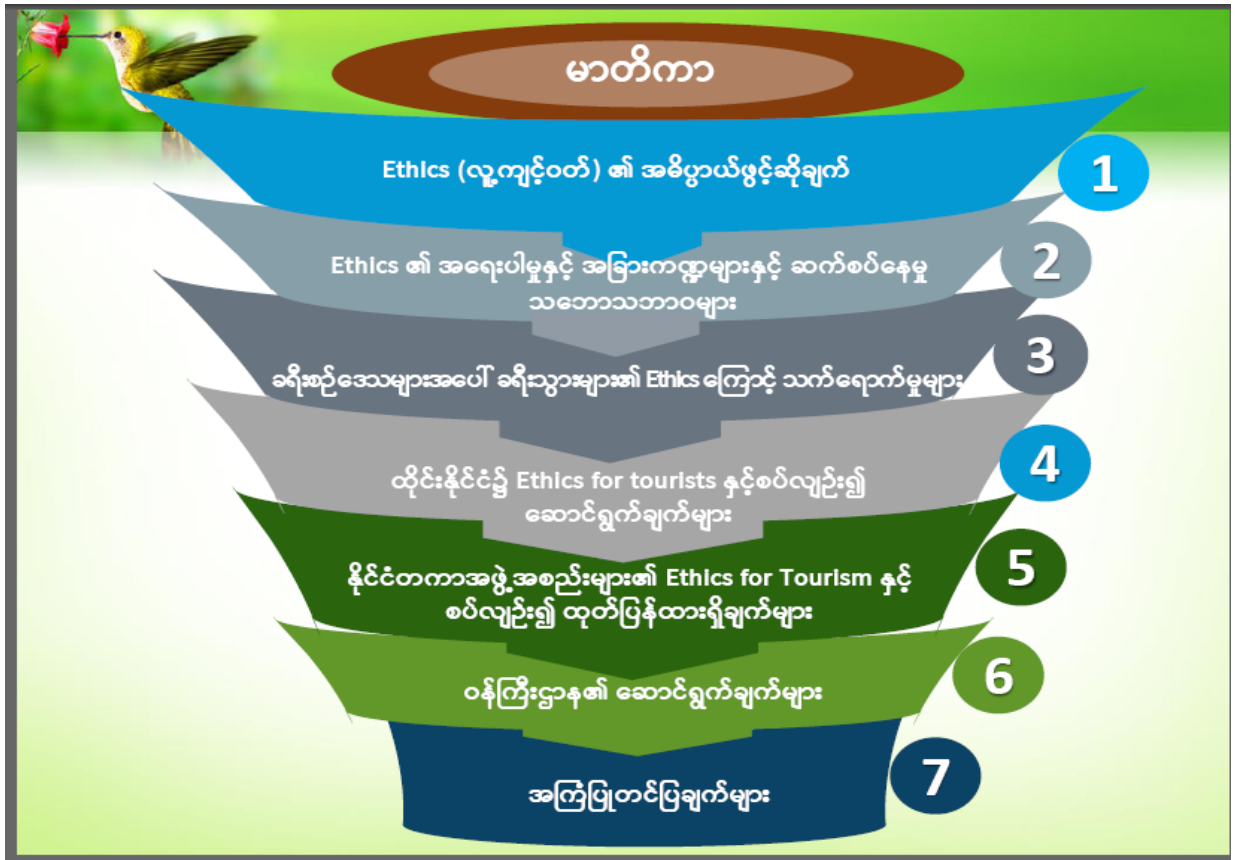 မာတိကာ
Ethics (လူ့ကျင့်ဝတ်) ၏ အဓိပ္ပာယ်ဖွင့်ဆိုချက်
1
Ethics ၏ အရေးပါမှုနှင့် အခြားကဏ္ဍများနှင့် ဆက်စပ်နေမှု
သဘောသဘာဝများ
2
ခရီးစဉ်ဒေသများအပေါ် ခရီးသွားများ၏ Ethics ကြောင့် သက်ရောက်မှုများ
3
ထိုင်းနိုင်ငံ၌ Ethics for tourists နှင့်စပ်လျဉ်း၍
ဆောင်ရွက်ချက်များ
4
နိုင်ငံတကာအဖွဲ့အစည်းများ၏ Ethics for Tourism နှင့်
စပ်လျဉ်း၍ ထုတ်ပြန်ထားရှိချက်များ
5
ဝန်ကြီးဌာန၏ ဆောင်ရွက်ချက်များ
6
အကြံပြုတင်ပြချက်များ
7